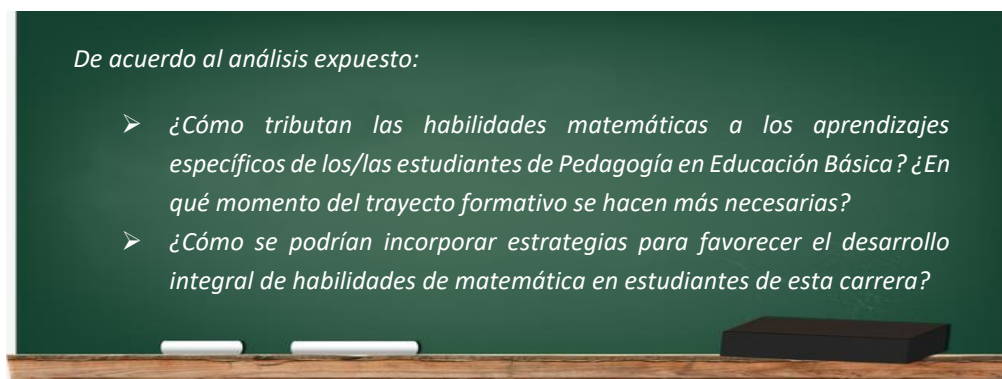 De acuerdo al análisis expuesto:
➢ ¿Cómo tributan las habilidades matemáticas a los aprendizajes
específicos de los/las estudiantes de Pedagogía en Educación Básica? ¿En
qué momento del trayecto formativo se hacen más necesarias?
➢ ¿Cómo se podrían incorporar estrategias para favorecer el desarrollo
integral de habilidades de matemática en estudiantes de esta carrera?